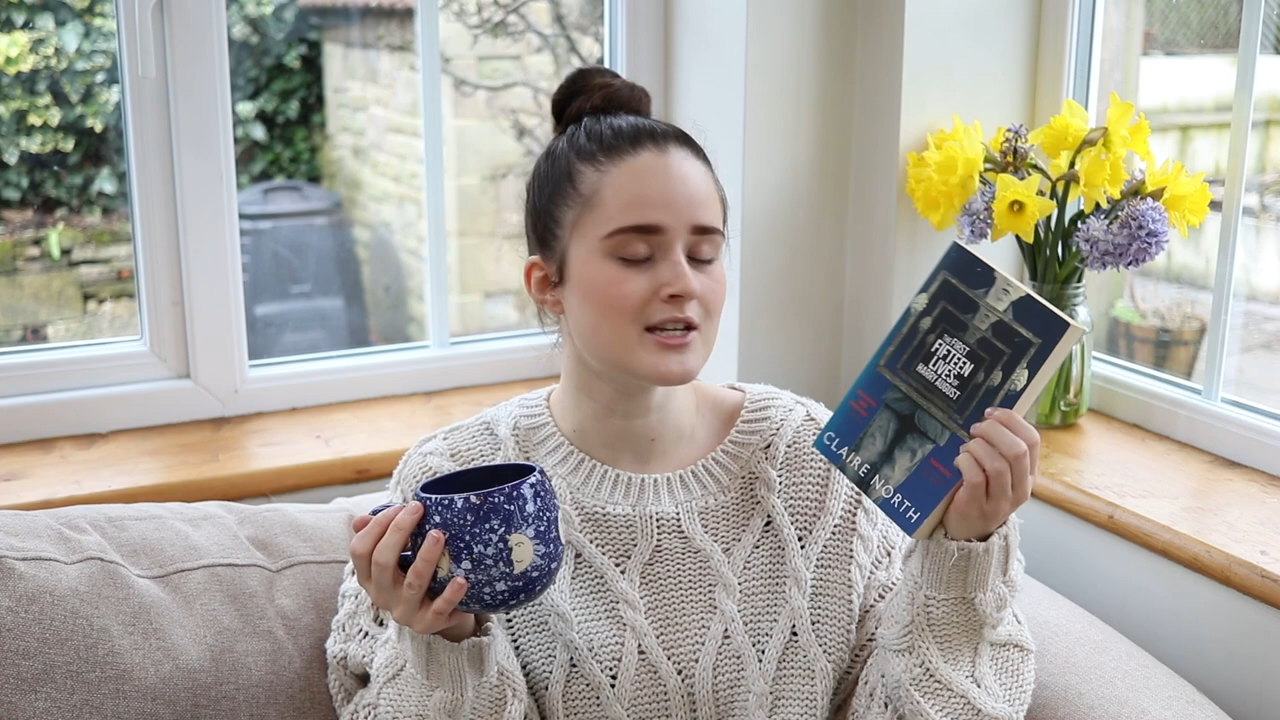 THE FIRST
FIFTEEN
LIVES OF
HARRY AUGUST
CLAIRE NORTH